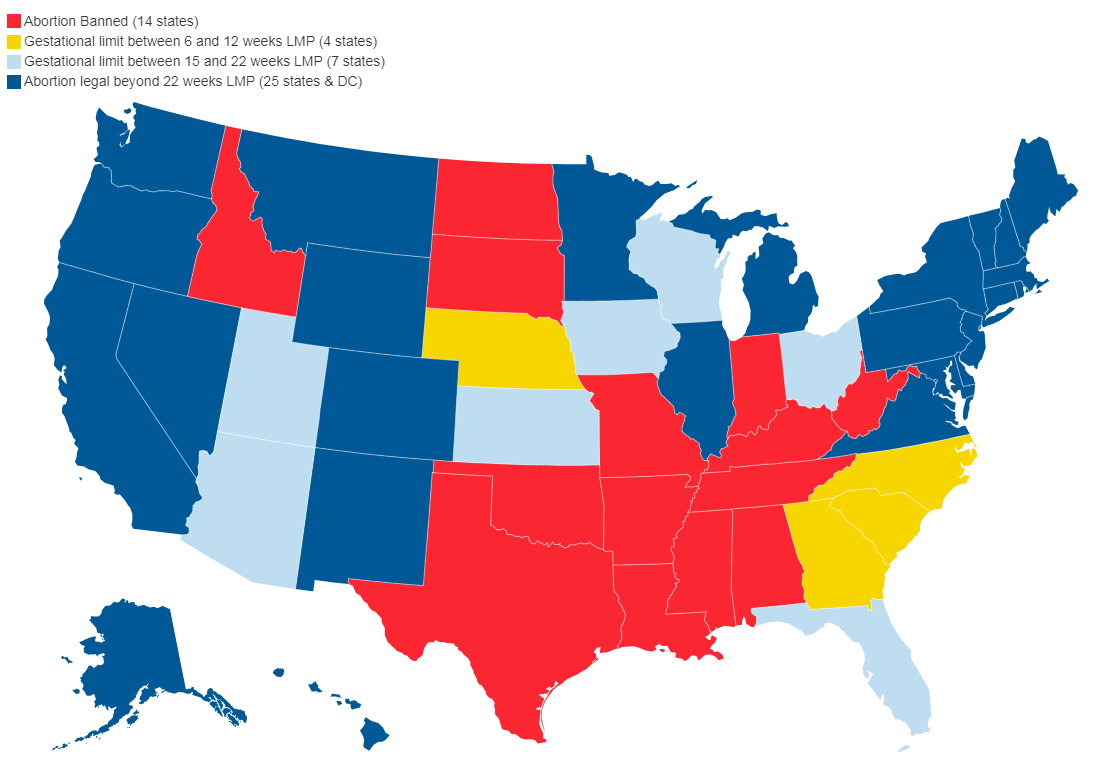 Abortion Banned (14 states)
Gestational limit between 6 and 12 weeks LMP (4 states)
Gestational limit between 15 and 22 weeks LMP (7 states)
Abortion legal beyond 22 weeks LMP (25 states & DC)